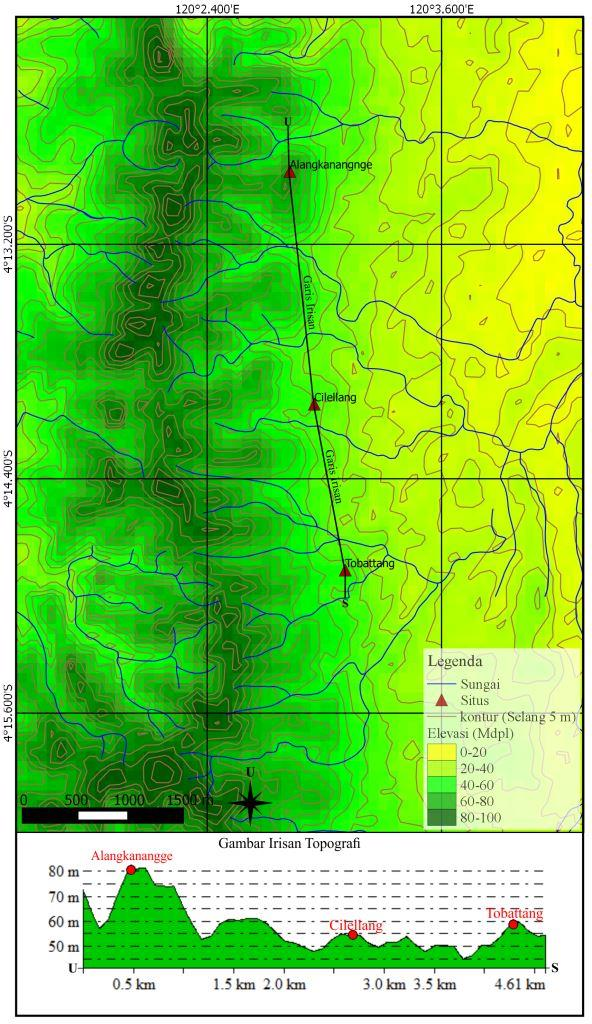 120°2.400'E 120°3.600'E
U
Alangkanangnge
4°13.200'S
Garis Irisan
Cilellang
Garis Irisan
4°14.400'S
Tobattang
S
Legenda
Sungai
Situs
kontur (Selang 5 m)
Elevasi (Mdpl)
0-20
20-40
40-60
60-80
80-100
4°15.600'S
U
0 500 1000 1500 m
Gambar Irisan Topografi
Alangkanangge
80 m
70 m
Tobattang
Cilellang
60 m
50 m
U S
0.5 km 1.5 km 2.0 km 3.0 km 3.5 km 4.61 km